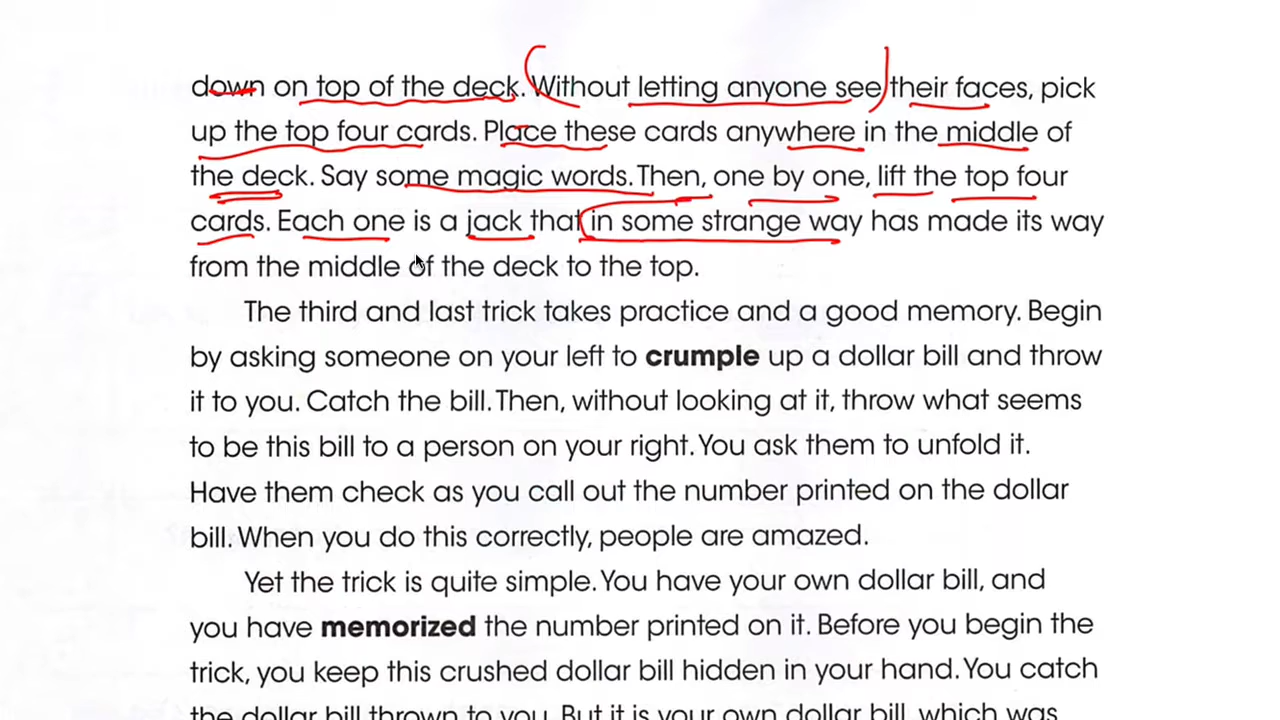 down on top of the deck. Without letting anyone see their faces, pick
up the top four cards. Place these cards anywhere in the middle of
the deck. Say some magic words. Then, one by one, lift the top four
cards. Each one is a jack that in some strange way has made its way
from the middle of the deck to the top.
The third and last trick takes practice and a good memory. Begin
by asking someone on your left to crumple up a dollar bill and throw
it to you. Catch the bill. Then, without looking at it, throw what seems
to be this bill to a person on your right. You ask them to unfold it.
Have them check as you call out the number printed on the dollar
bill. When you do this correctly, people are amazed.
Yet the trick is quite simple. You have your own dollar bill, and
you have memorized the number printed on it. Before you begin the
trick, you keep this crushed dollar bill hidden in your hand. You catch
the dollar bill thrown to you. But it is your own dollar bill, which was